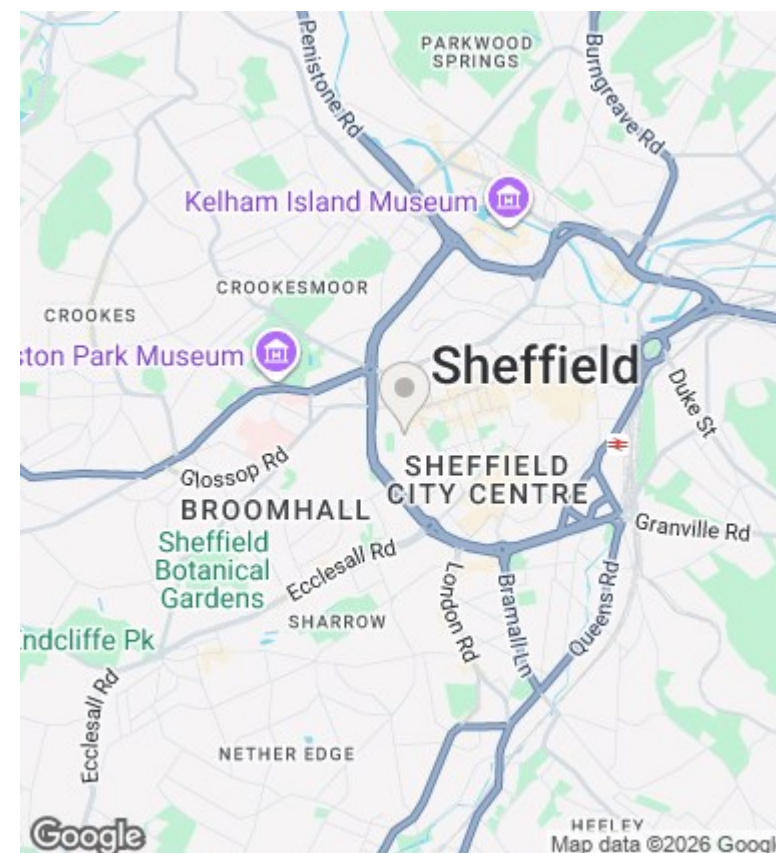 PARKWOOD
SPRINGS
Penistone Rd
Burngreave Rd
Kelham Island Museum
CROOKESMOOR
CROOKES
ston Park Museum
Sheffield
Duke St
SHEFFIELD
CITY CENTRE
Glossop Rd
BROOMHALL
Granville Rd
Sheffield
Botanical
Gardens
Ecclesall Rd
London Rd
Bramall Ln
Queens Rd
SHARROW
Endcliffe Pk
Ecclesall Rd
NETHER EDGE
HEELEY
Google
Map data ©2026 Google